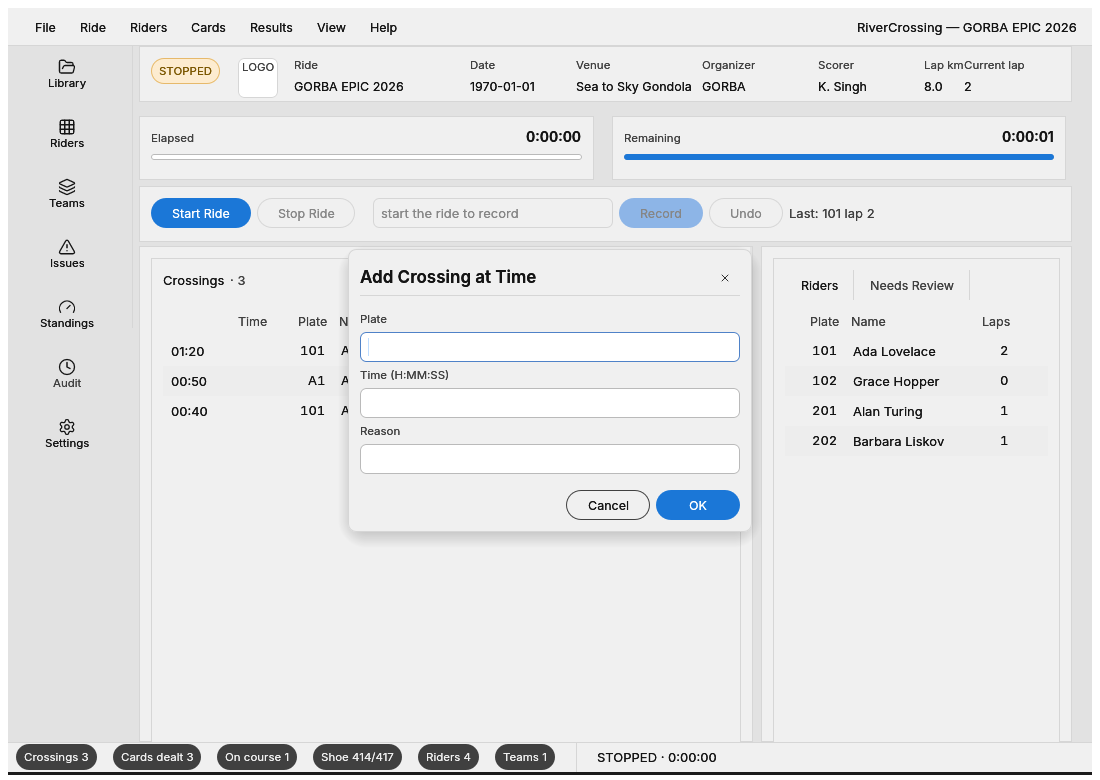 File Ride Riders Cards Results View Help RiverCrossing — GORBA EPIC 2026
Library
Riders
Teams
Issues
Standings
Audit
Settings
STOPPED LOGO
Ride Date Venue Organizer Scorer Lap km Current lap
GORBA EPIC 2026 1970-01-01 Sea to Sky Gondola GORBA K. Singh 8.0 2
Elapsed 0:00:00
Remaining 0:00:01
Start Ride Stop Ride start the ride to record Record Undo Last: 101 lap 2
Crossings · 3
Time Plate N
01:20 101 A
00:50 A1 A
00:40 101 A
Add Crossing at Time
Plate
Time (H:MM:SS)
Reason
Cancel OK
Riders Needs Review
Plate Name Laps
101 Ada Lovelace 2
102 Grace Hopper 0
201 Alan Turing 1
202 Barbara Liskov 1
Crossings 3 Cards dealt 3 On course 1 Shoe 414/417 Riders 4 Teams 1 STOPPED · 0:00:00